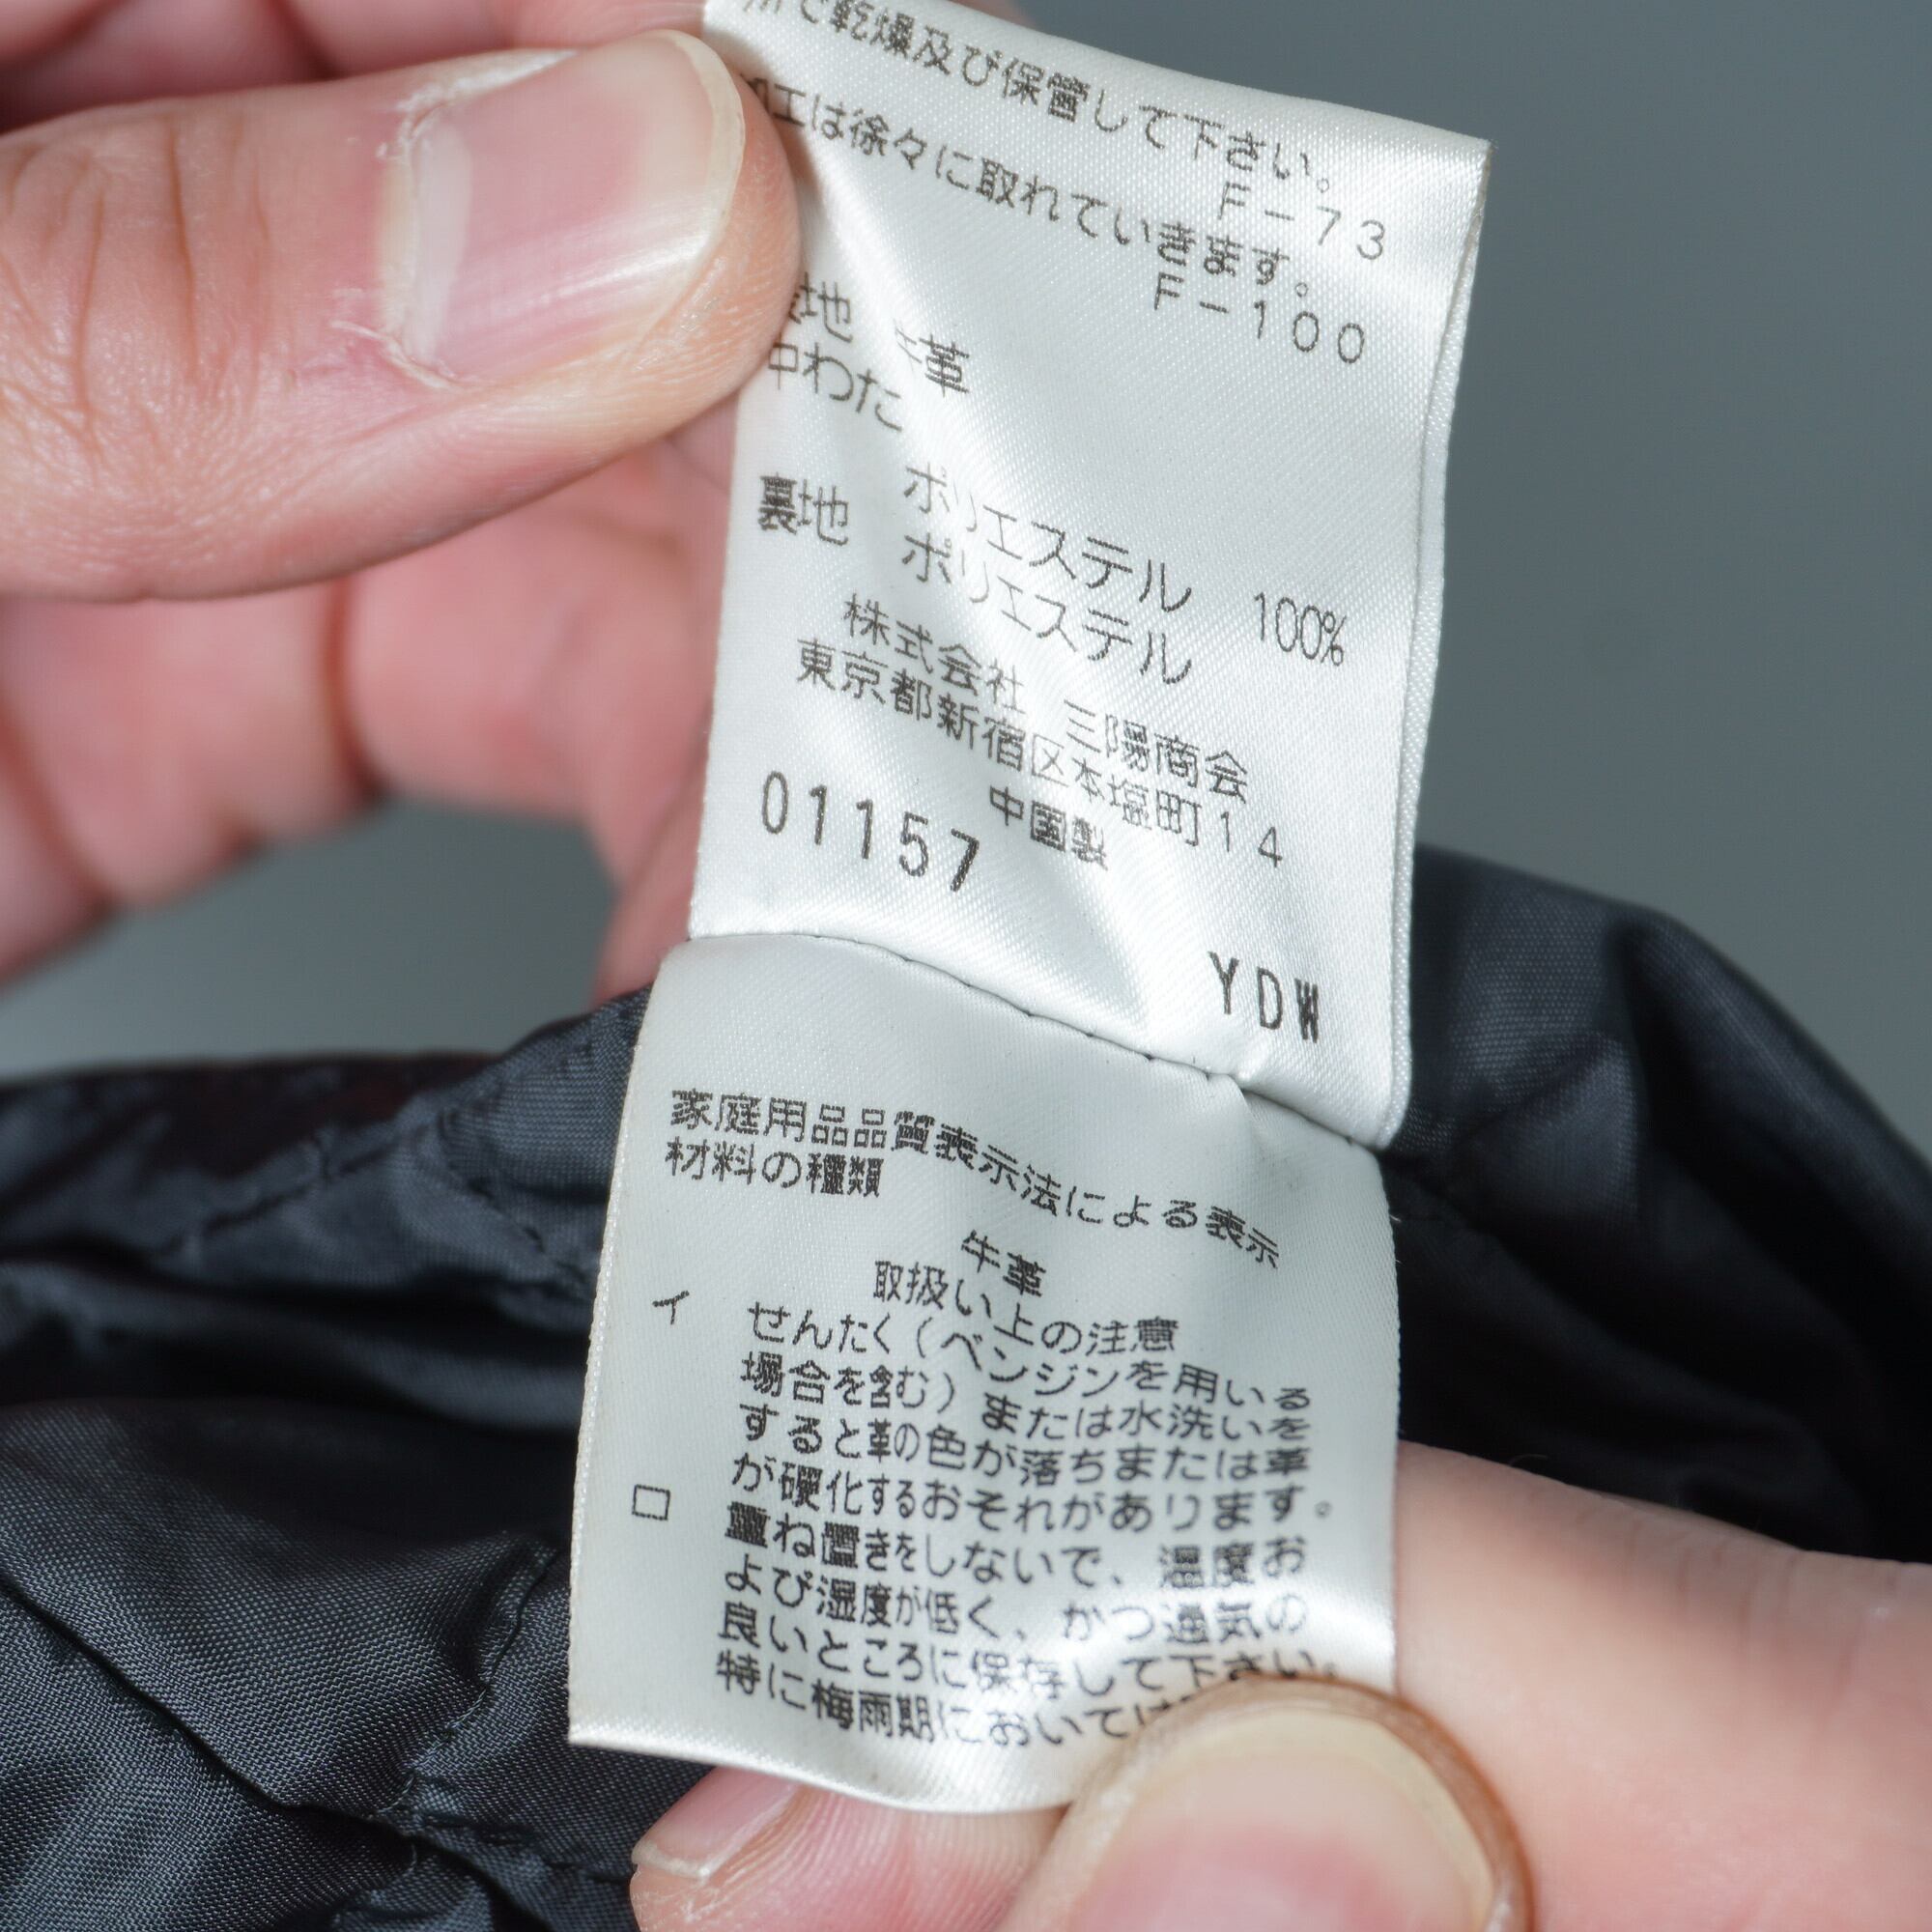 で乾燥及び保管して下さい。
F-73
工は徐々に取れていきます。
F-100
地 牛革
中わた
ポリエステル 100%
裏地 ポリエステル
株式会社 三陽商会
東京都新宿区本塩町14
中国製
01157
YDW
家庭用品品質表示法による表示
材料の種類
牛革
取扱い上の注意
イ せんたく(ベンジンを用いる
場合を含む)または水洗いを
すると革の色が落ちまたは革
が硬化するおそれがあります。
ロ 重ね置きをしないで、温度お
よび湿度が低く、かつ通気の
良いところに保存して下さい。
特に梅雨期においては